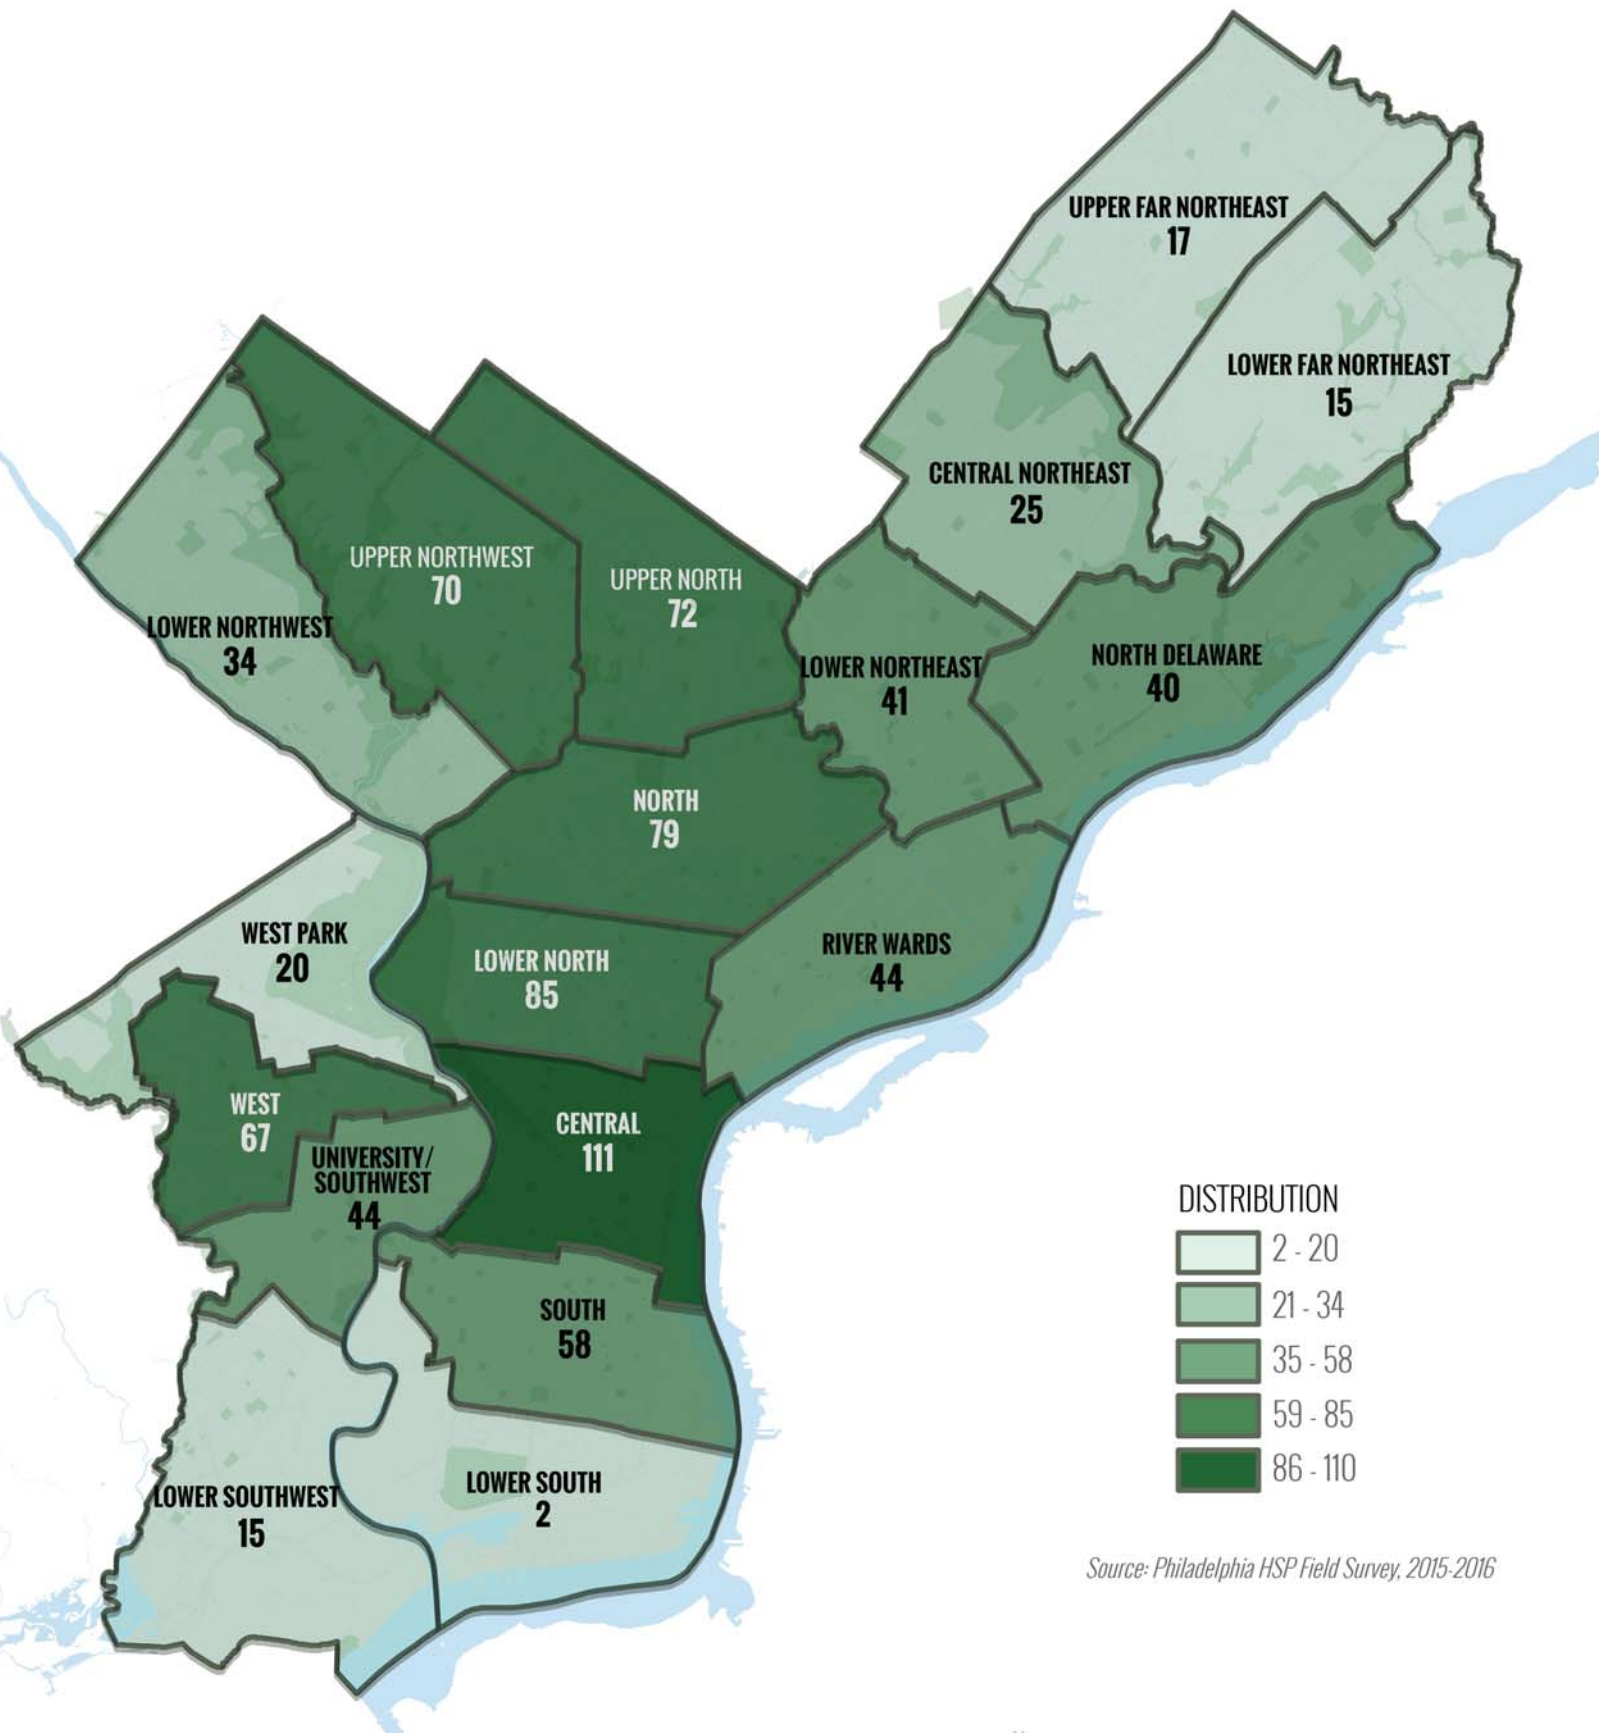 UPPER FAR NORTHEAST
17
LOWER FAR NORTHEAST
15
CENTRAL NORTHEAST
25
UPPER NORTHWEST
70
UPPER NORTH
72
LOWER NORTHWEST
34
LOWER NORTHEAST
41
NORTH DELAWARE
40
NORTH
79
WEST PARK
20
LOWER NORTH
85
RIVER WARDS
44
WEST
67
CENTRAL
111
UNIVERSITY/
SOUTHWEST
44
SOUTH
58
LOWER SOUTHWEST
15
LOWER SOUTH
2
DISTRIBUTION
2 - 20
21 - 34
35 - 58
59 - 85
86 - 110
Source: Philadelphia HSP Field Survey, 2015-2016